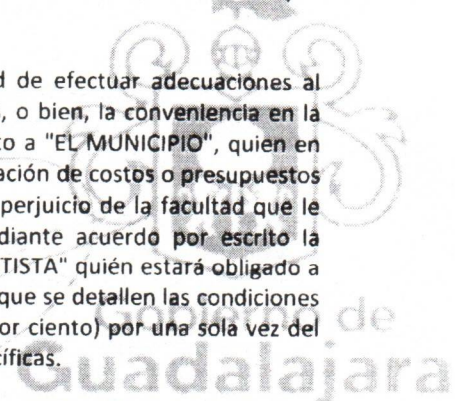 d de efectuar adecuaciones al
, o bien, la conveniencia en la
to a "EL MUNICIPIO", quien en
ación de costos o presupuestos
perjuicio de la facultad que le
diante acuerdo por escrito la
TISTA" quién estará obligado a
que se detallen las condiciones
or ciento) por una sola vez del
cíficas.
Gobierno de
Guadalajara